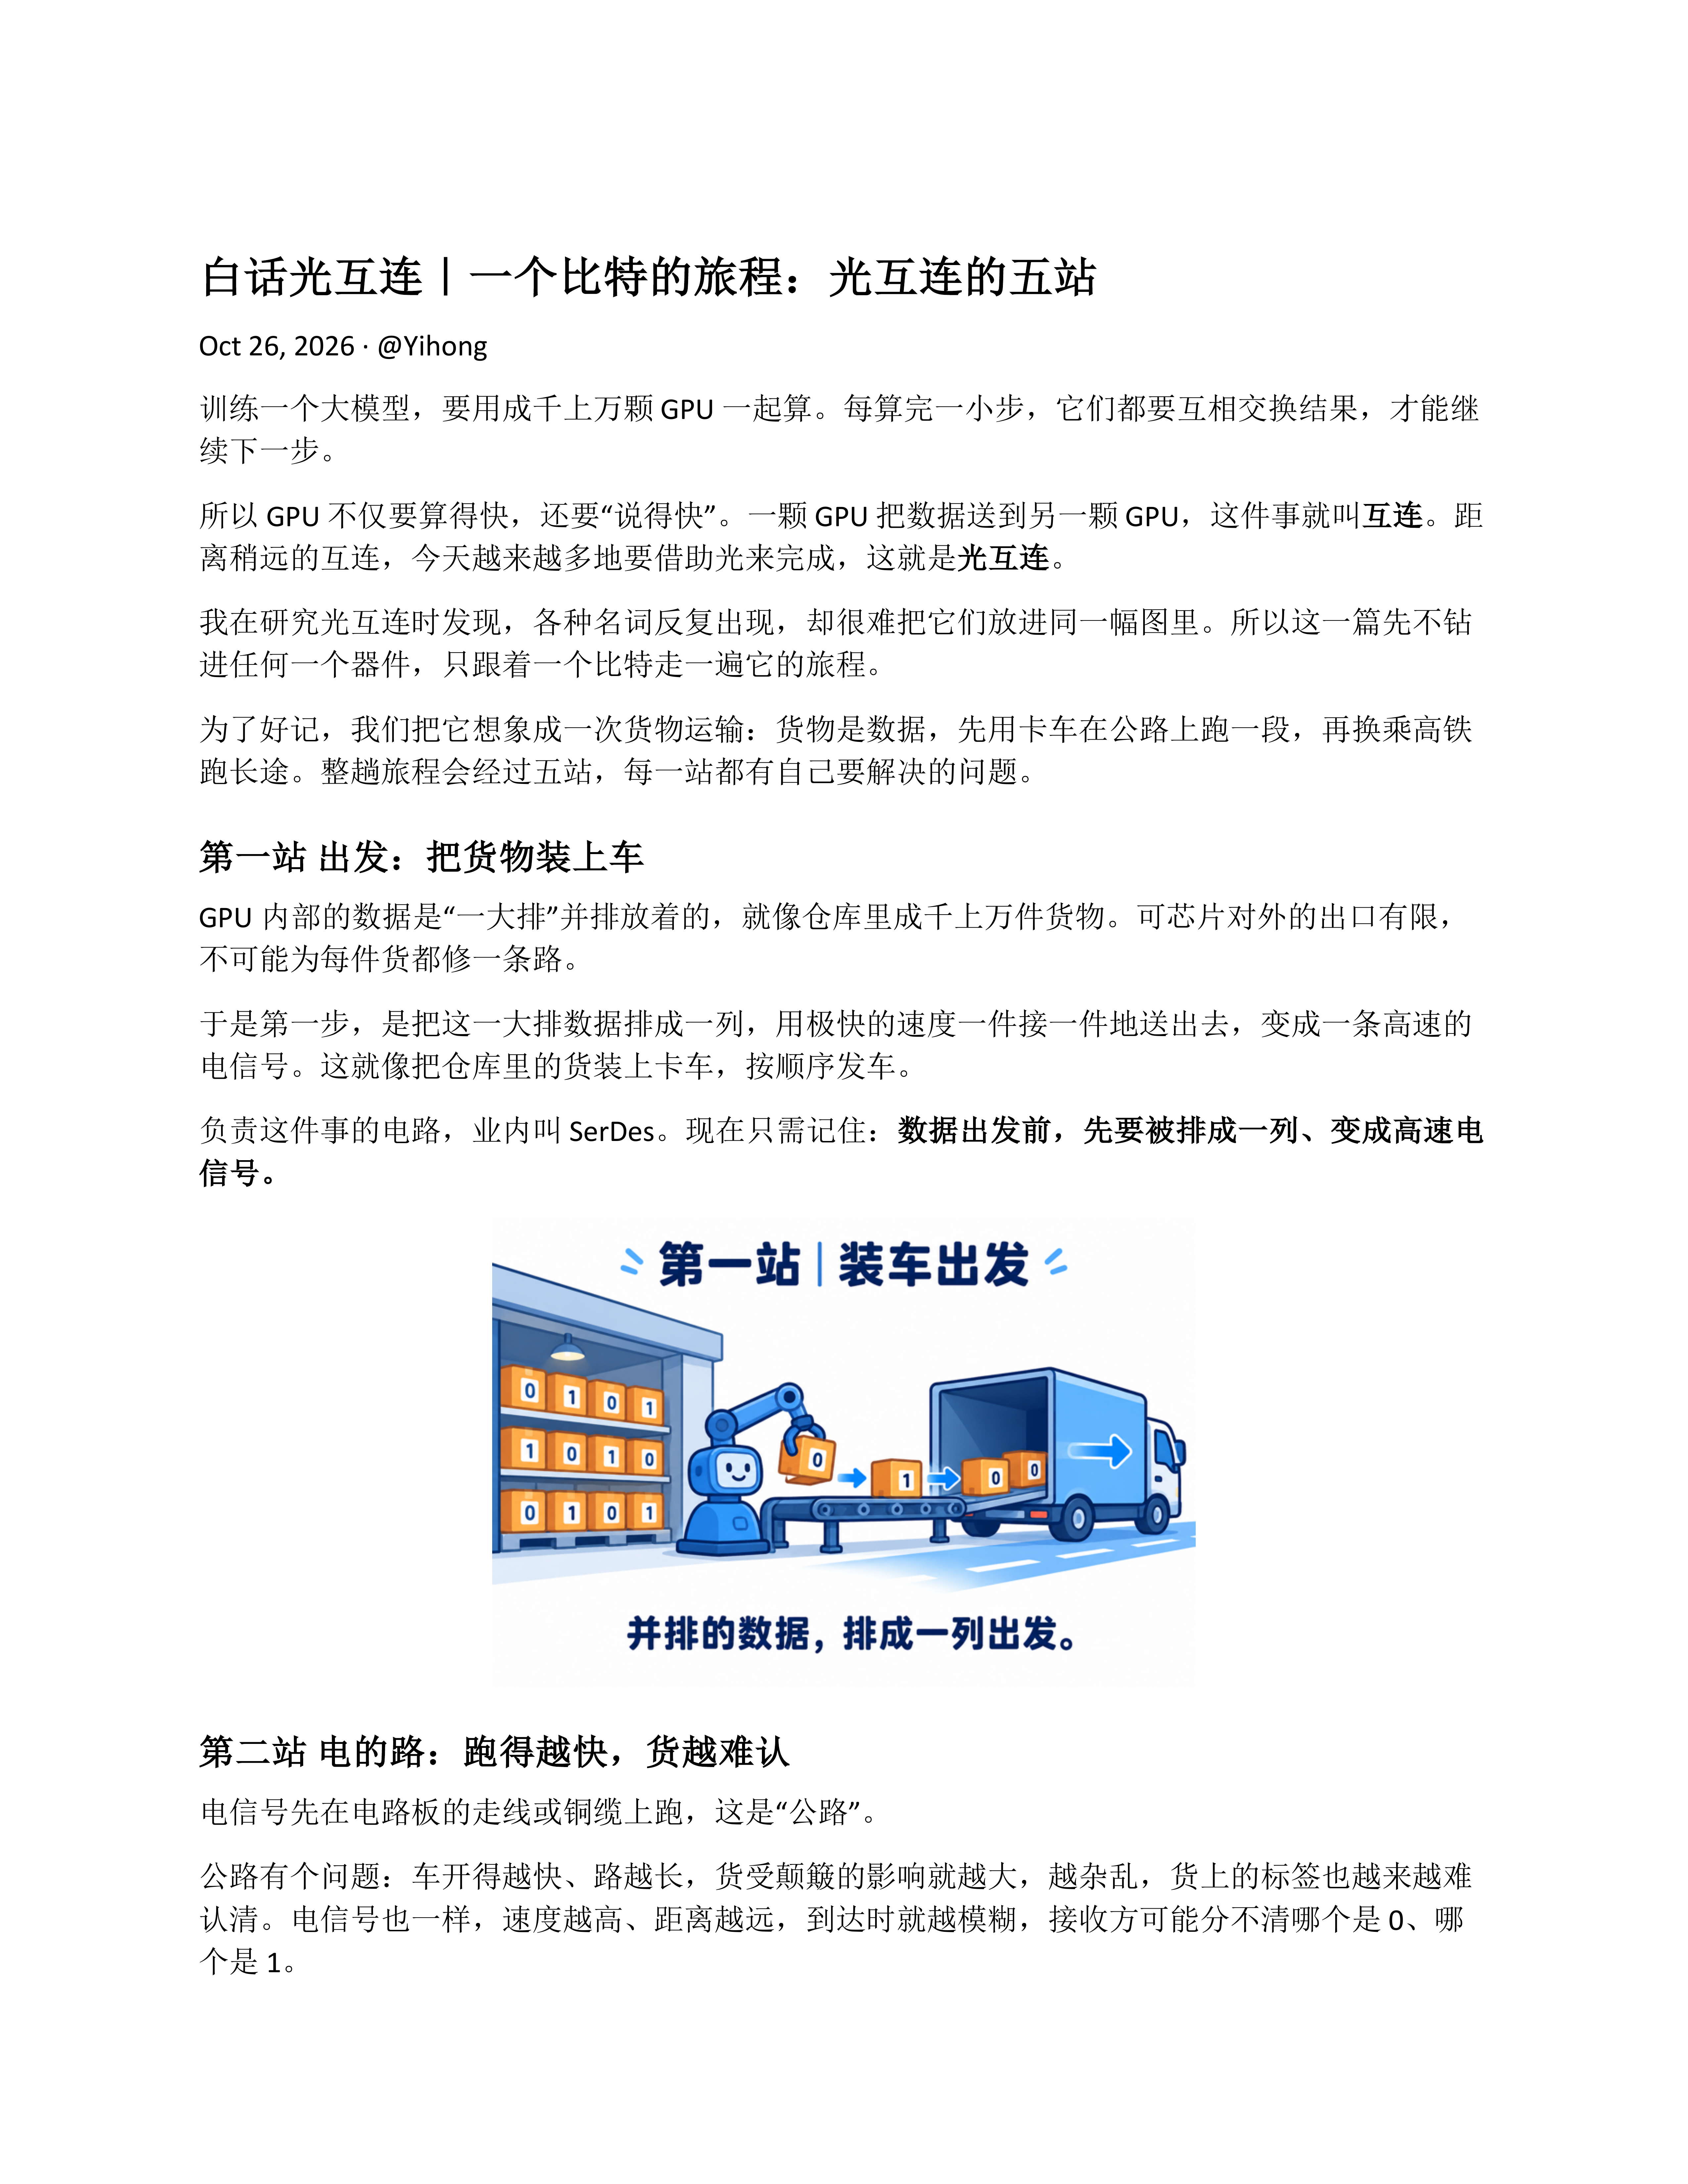 白话光互连 | 一个比特的旅程：光互连的五站
Oct 26, 2026 · @Yihong
训练一个大模型，要用成千上万颗 GPU 一起算。每算完一小步，它们都要互相交换结果，才能继
续下一步。
所以 GPU 不仅要算得快，还要“说得快”。一颗 GPU 把数据送到另一颗 GPU，这件事就叫互连。距
离稍远的互连，今天越来越多地要借助光来完成，这就是光互连。
我在研究光互连时发现，各种名词反复出现，却很难把它们放进同一幅图里。所以这一篇先不钻
进任何一个器件，只跟着一个比特走一遍它的旅程。
为了好记，我们把它想象成一次货物运输：货物是数据，先用卡车在公路上跑一段，再换乘高铁
跑长途。整趟旅程会经过五站，每一站都有自己要解决的问题。
第一站 出发：把货物装上车
GPU 内部的数据是“一大排”并排放着的，就像仓库里成千上万件货物。可芯片对外的出口有限，
不可能为每件货都修一条路。
于是第一步，是把这一大排数据排成一列，用极快的速度一件接一件地送出去，变成一条高速的
电信号。这就像把仓库里的货装上卡车，按顺序发车。
负责这件事的电路，业内叫 SerDes。现在只需记住：数据出发前，先要被排成一列、变成高速电
信号。
第一站 | 装车出发
0 1 0 1
1 0 1 0
0 1 0 1
0 1 0 0
并排的数据，排成一列出发。
第二站 电的路：跑得越快，货越难认
电信号先在电路板的走线或铜缆上跑，这是“公路”。
公路有个问题：车开得越快、路越长，货受颠簸的影响就越大，越杂乱，货上的标签也越来越难
认清。电信号也一样，速度越高、距离越远，到达时就越模糊，接收方可能分不清哪个是 0、哪
个是 1。